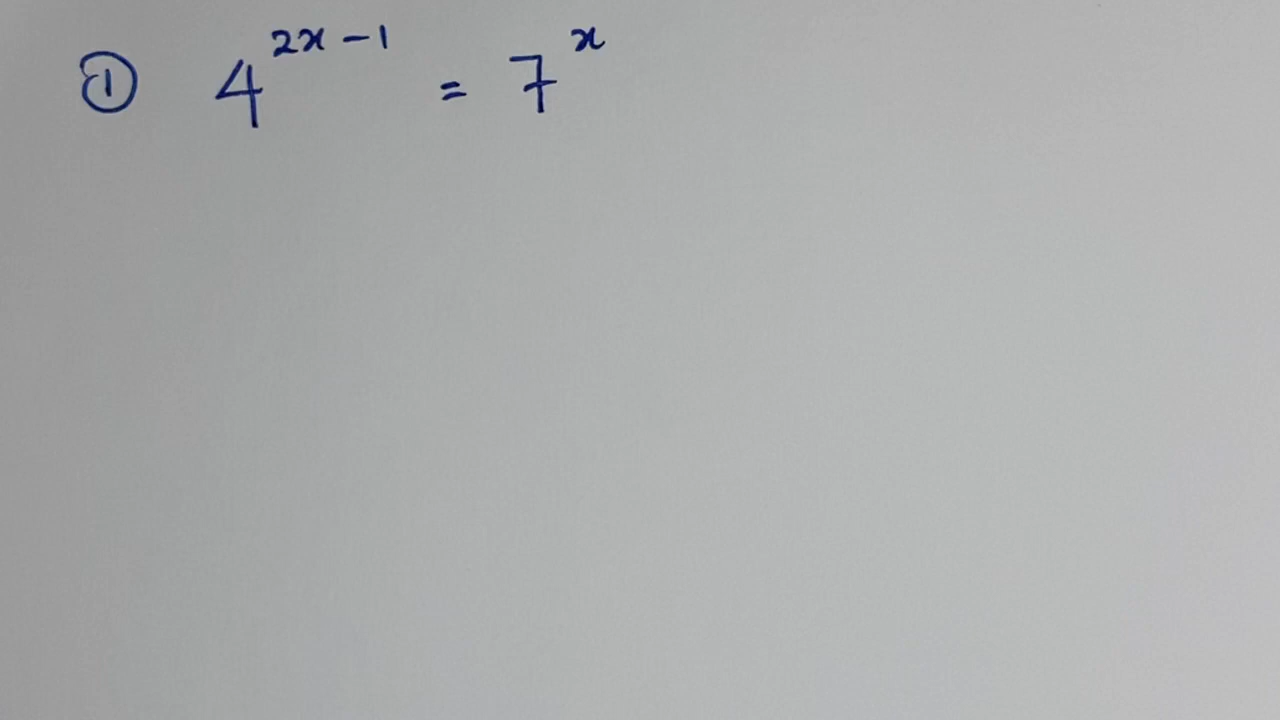 ① 4^{2x-1} = 7^{x}